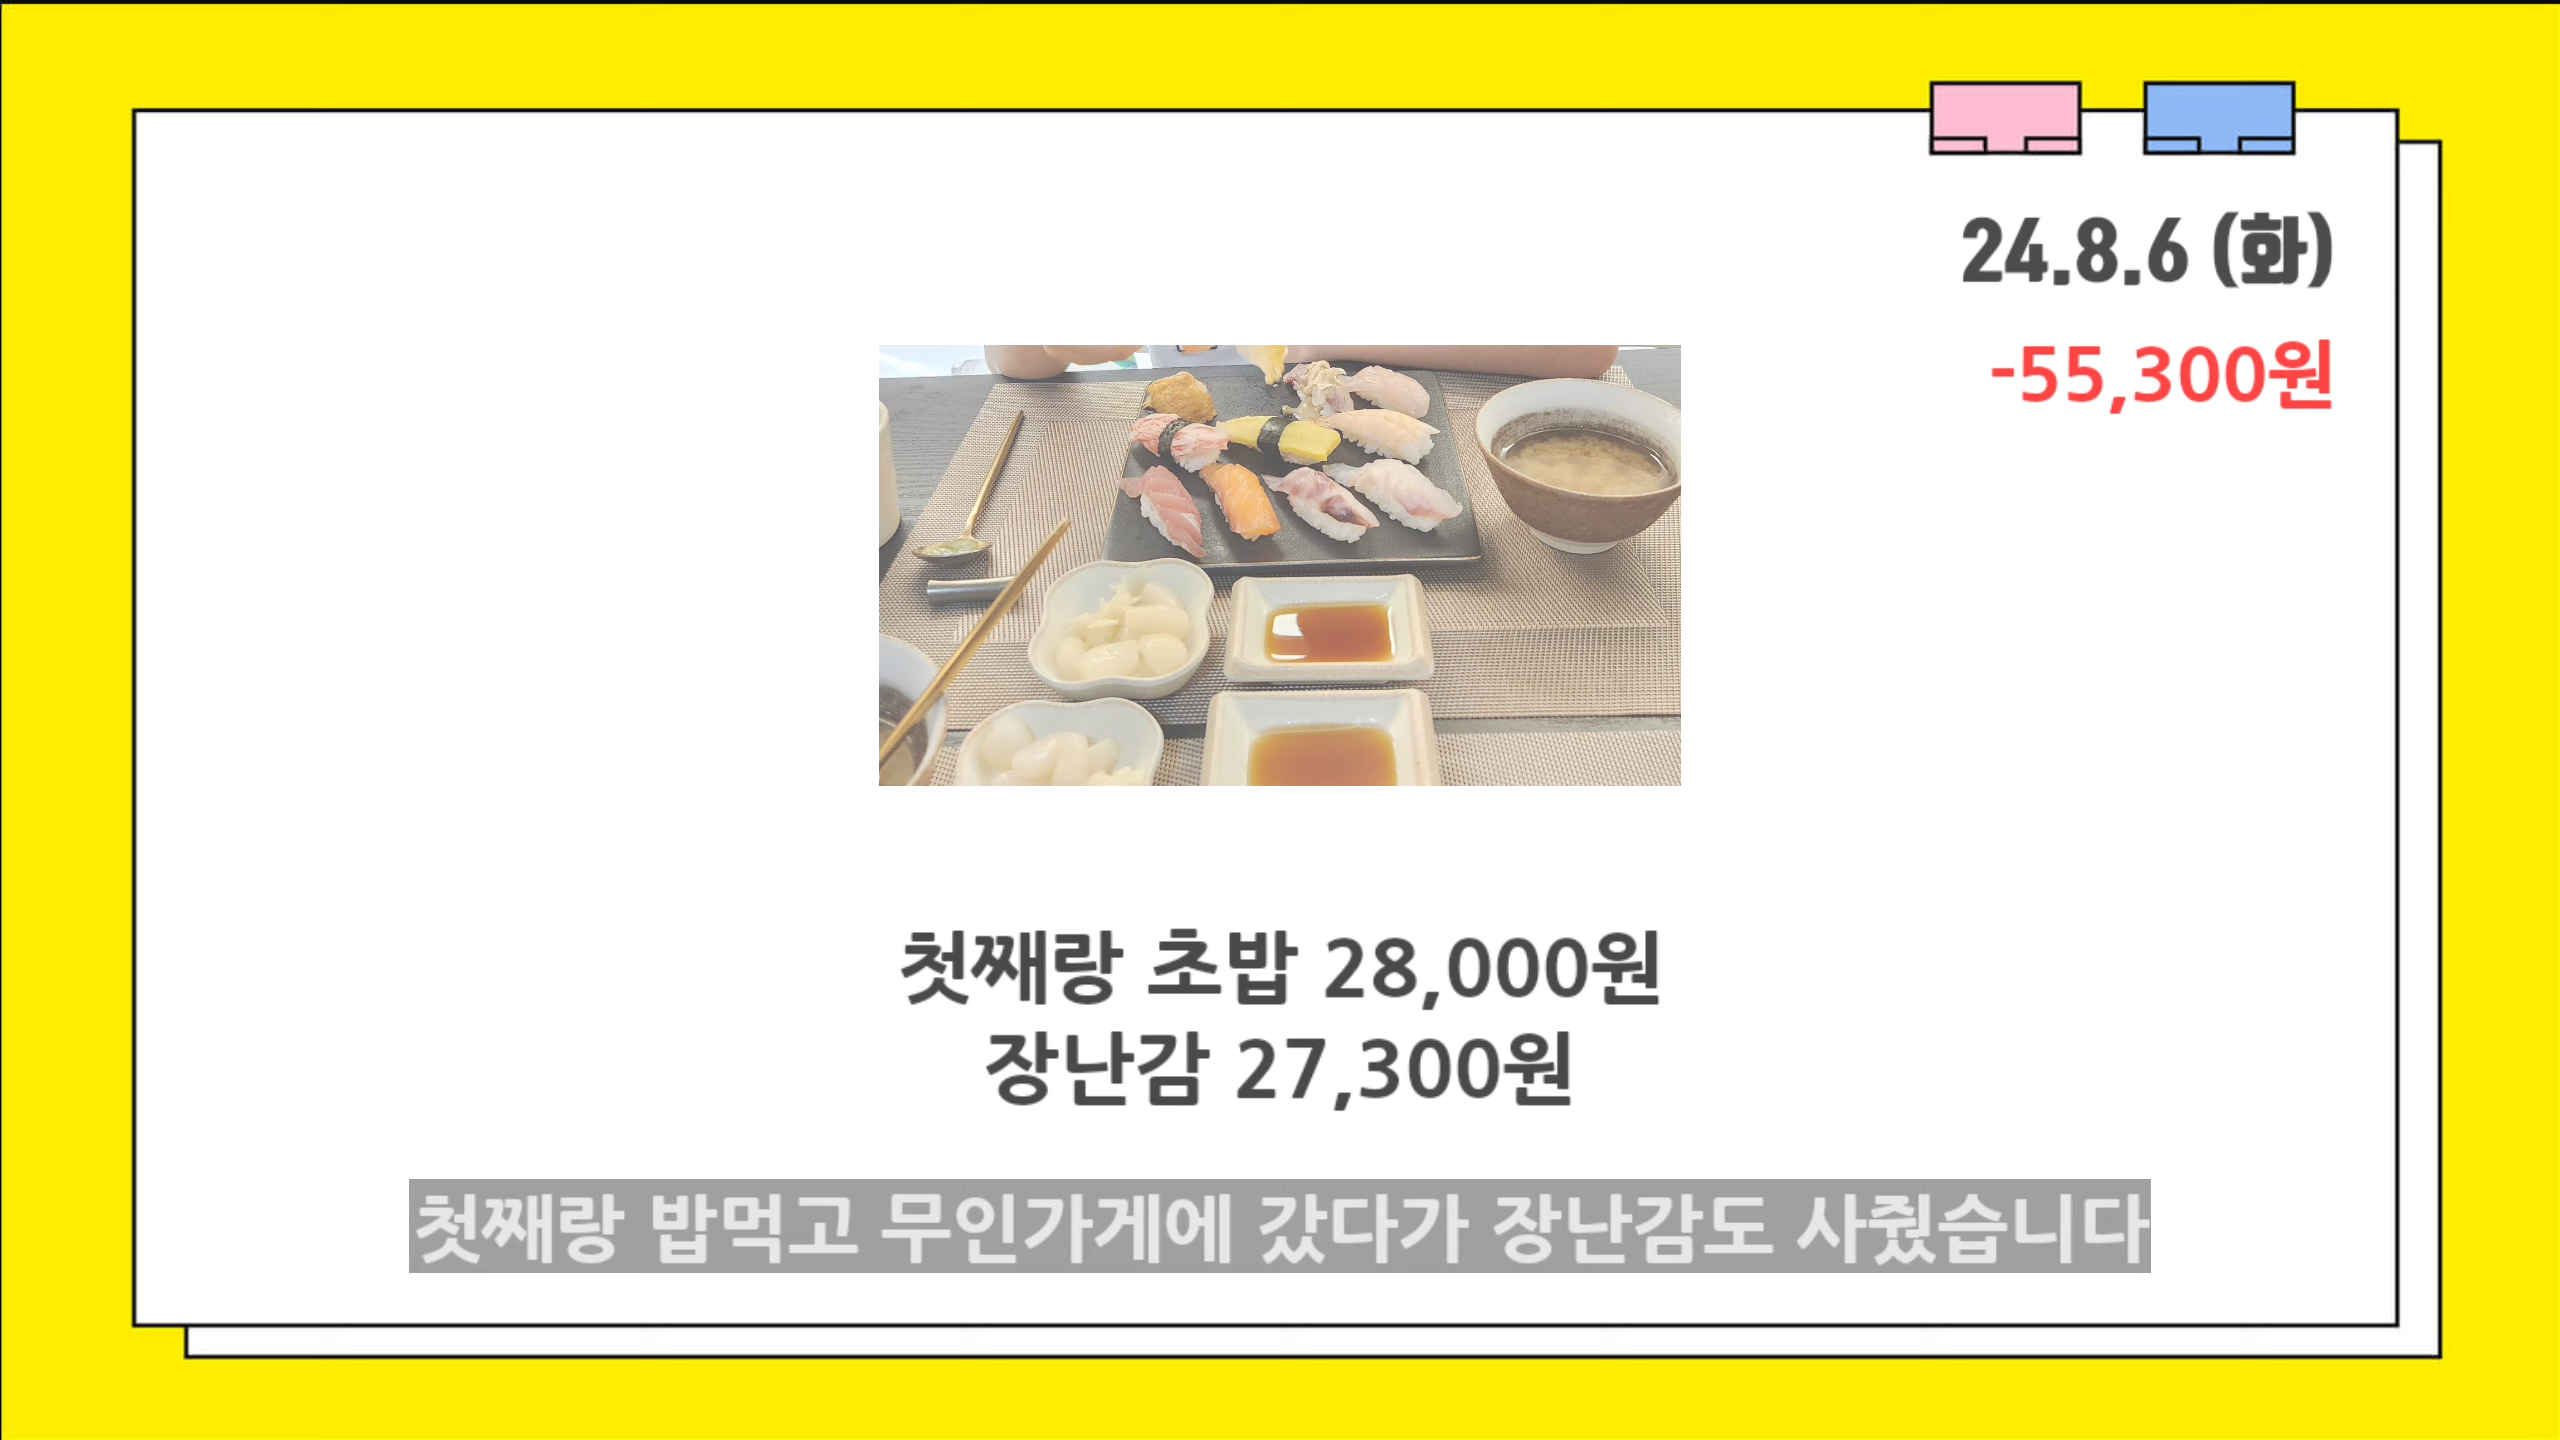 24.8.6 (화)
-55,300원
첫째랑 초밥 28,000원
장난감 27,300원
첫째랑 밥먹고 무인가게에 갔다가 장난감도 사줬습니다